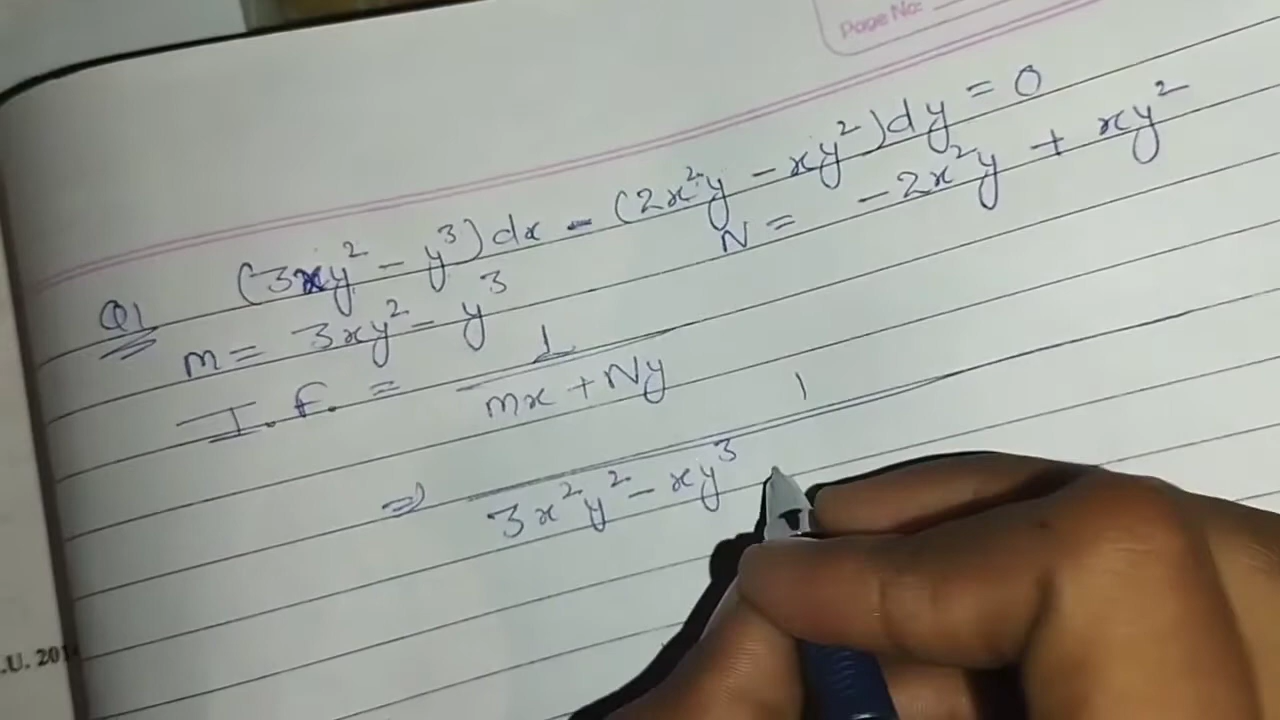 Page No:
Q1 (3xy² - y³)dx - (2x²y - xy²)dy = 0
m = 3xy² - y³ N = -2x²y + xy²
I.F. = 1/(mx + Ny)
⇒ 1/(3x²y² - xy³
.U. 201